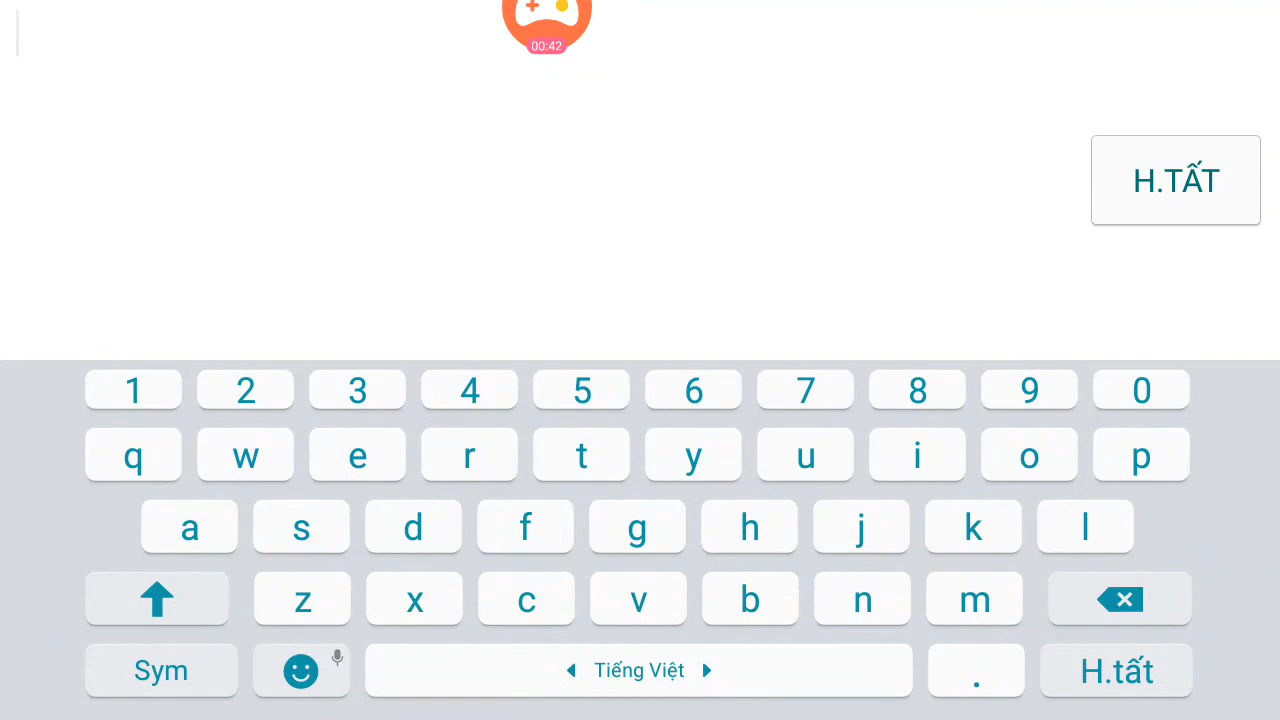 00:42
H.TẤT
1 2 3 4 5 6 7 8 9 0
q w e r t y u i o p
a s d f g h j k l
z x c v b n m
Sym Tiếng Việt . H.tất